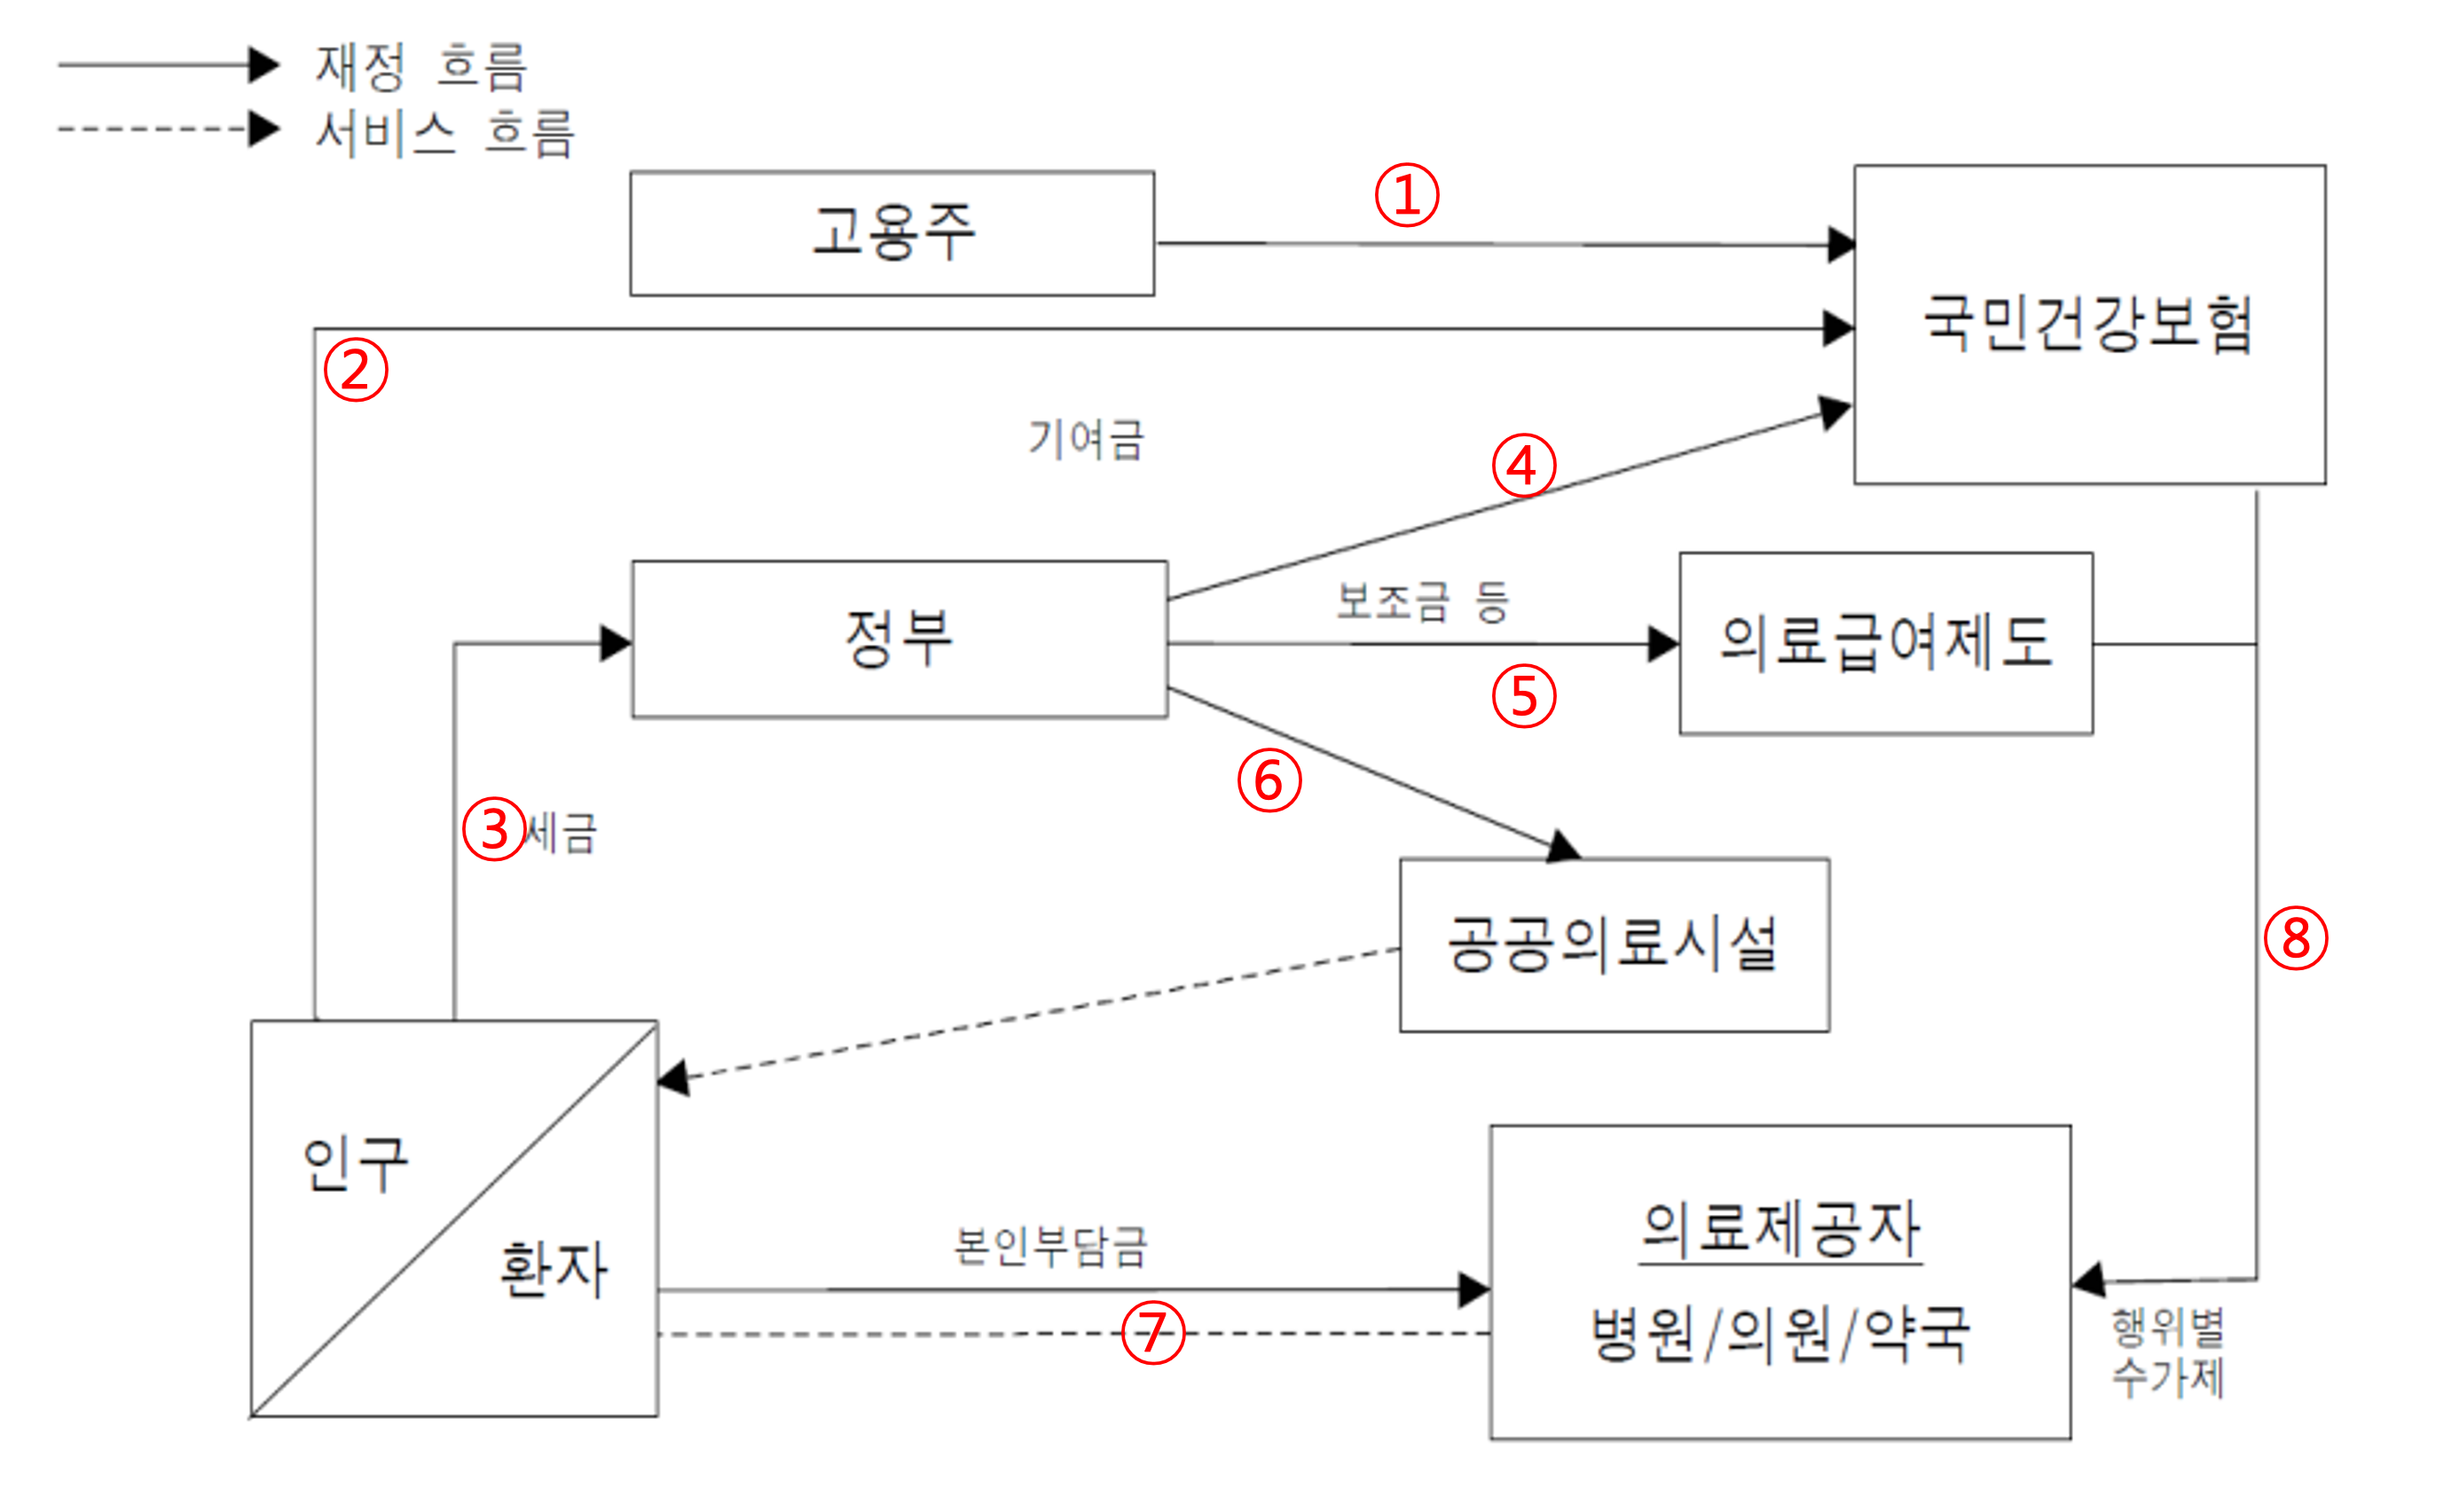 재정 흐름
서비스 흐름
고용주
①
국민건강보험
②
기여금
④
정부
보조금 등
⑤
의료급여제도
⑥
③
세금
공공의료시설
⑧
인구
환자
본인부담금
⑦
의료제공자
병원/의원/약국
행위별
수가제